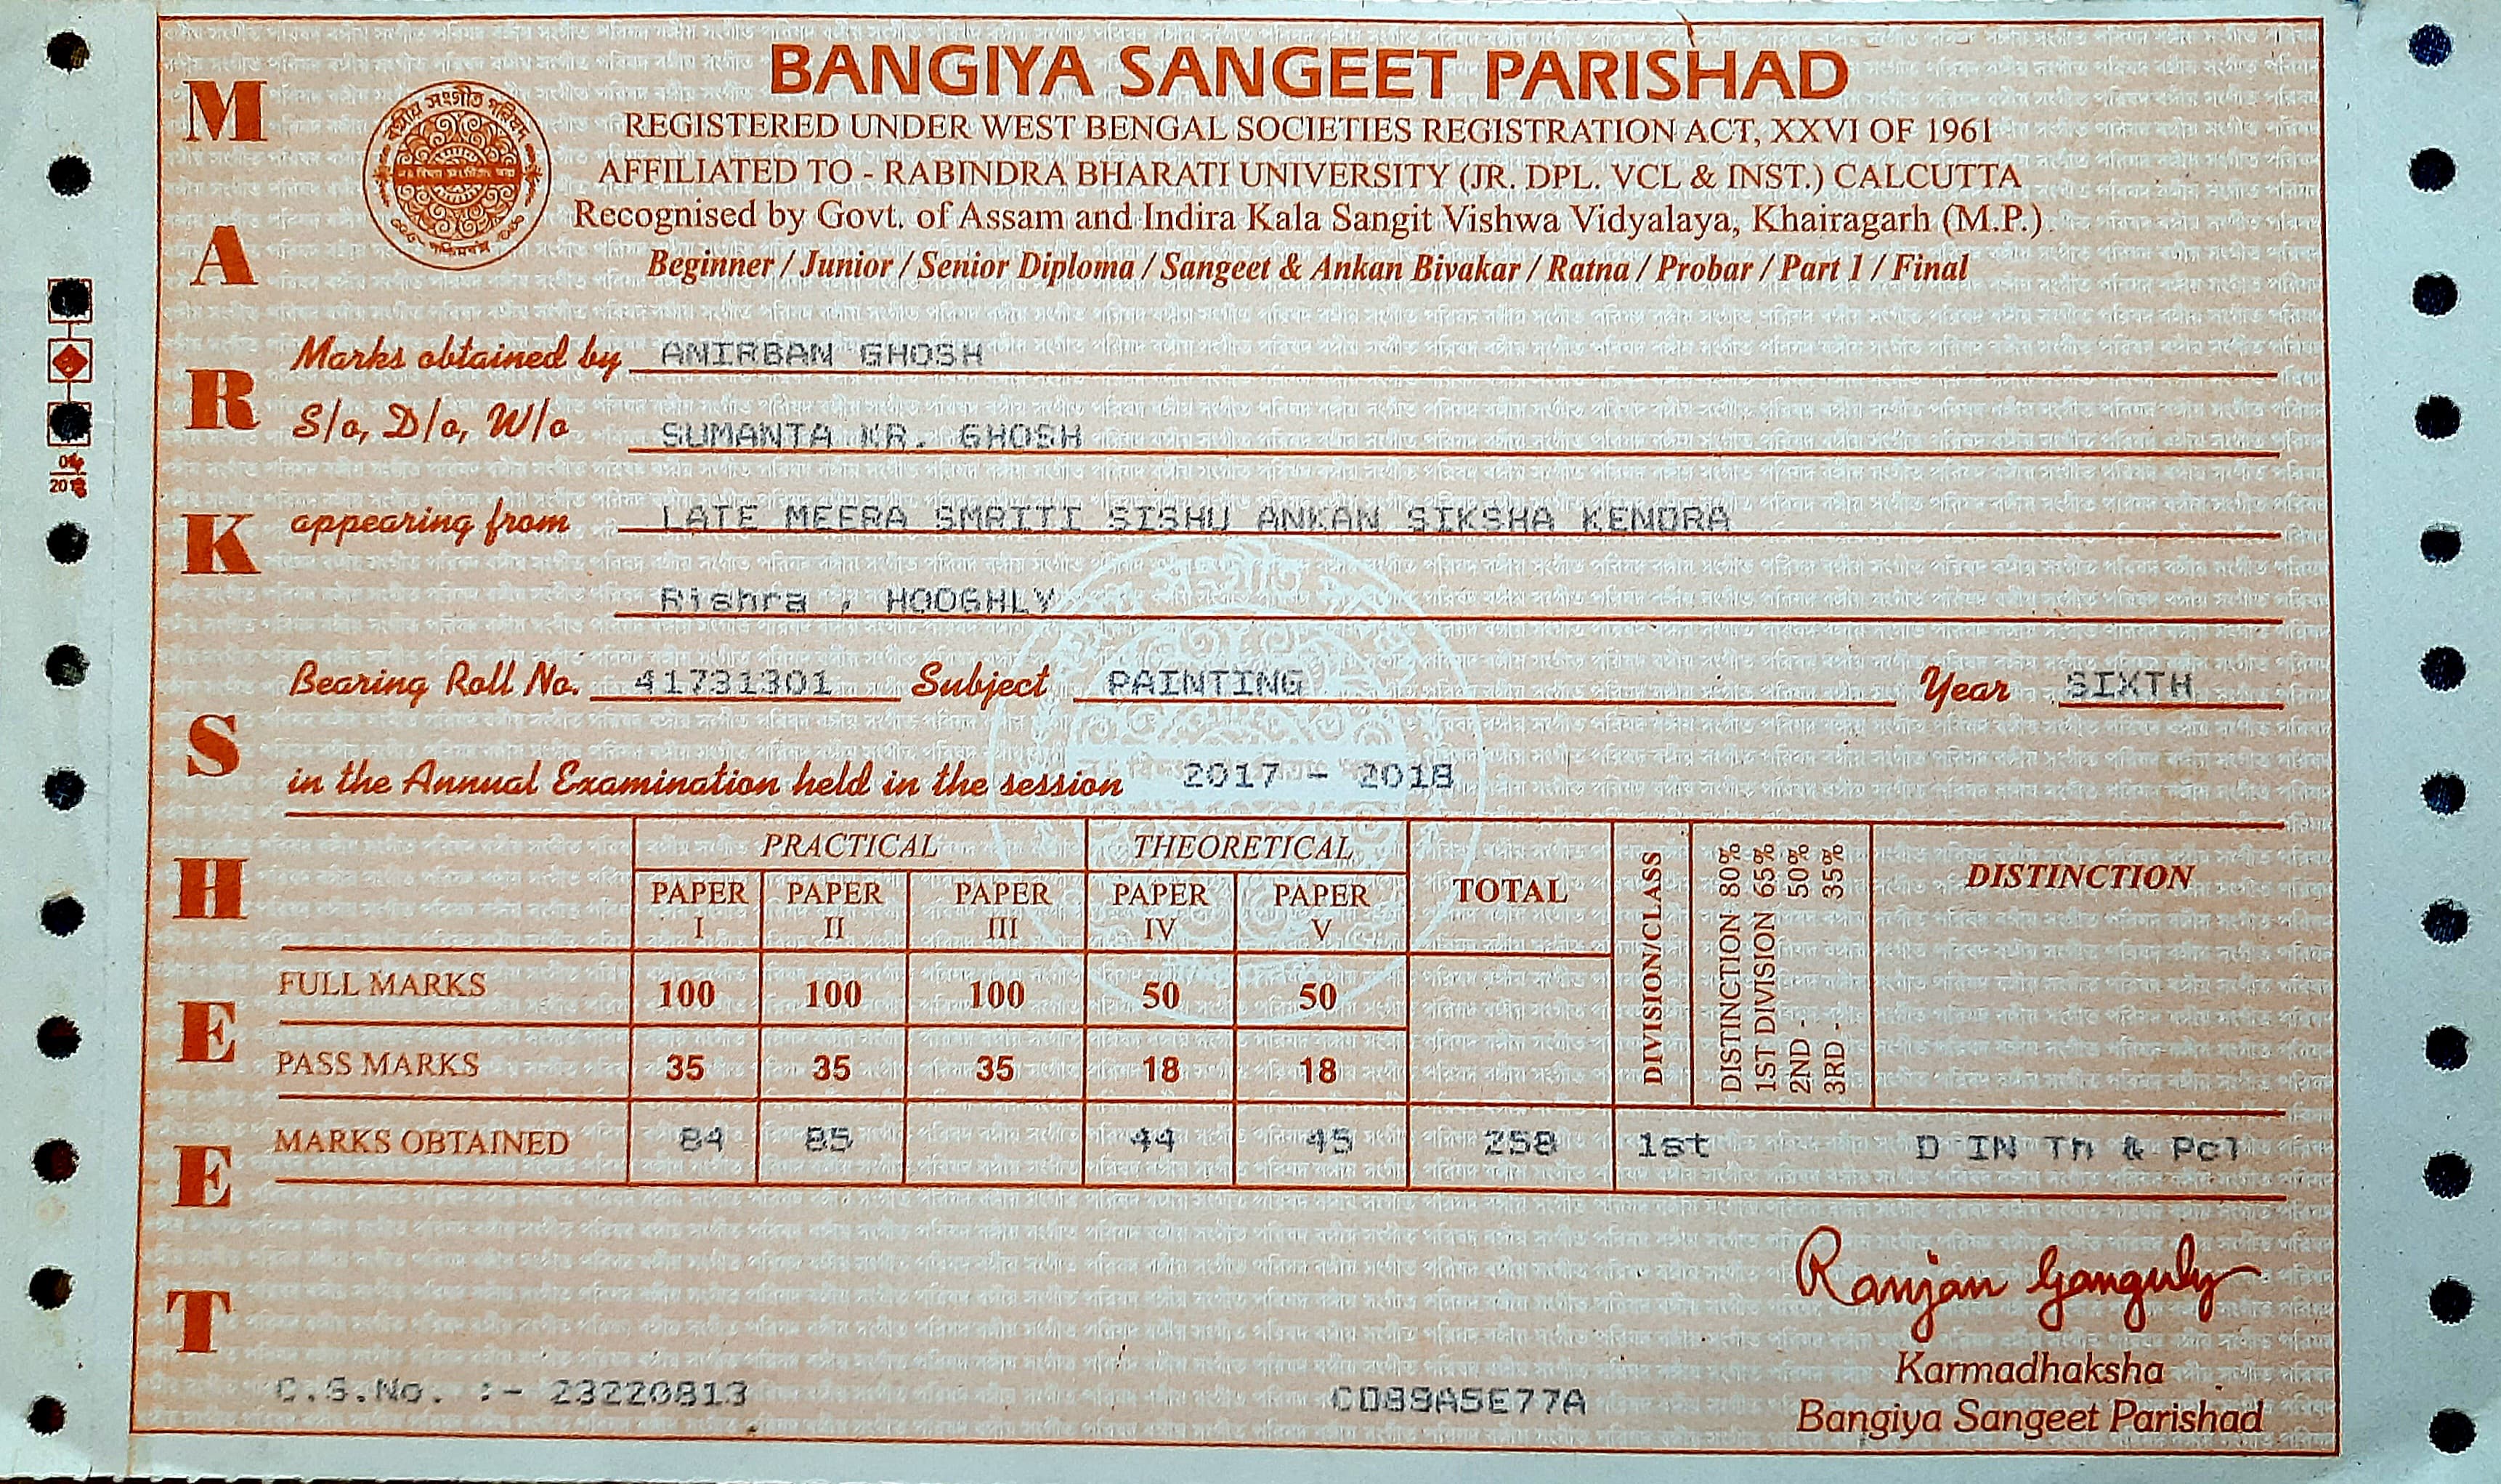 BANGIYA SANGEET PARISHAD
REGISTERED UNDER WEST BENGAL SOCIETIES REGISTRATION ACT, XXVI OF 1961
AFFILIATED TO - RABINDRA BHARATI UNIVERSITY (JR. DPL. VCL & INST.) CALCUTTA
Recognised by Govt. of Assam and Indira Kala Sangit Vishwa Vidyalaya, Khairagarh (M.P.)
Beginner / Junior / Senior Diploma / Sangeet & Ankan Bivakar / Ratna / Probar / Part 1 / Final
MARKSHEET
বঙ্গীয় সংগীত পরিষদ
পশ্চিমবঙ্গ
Marks obtained by ANIRBAN GHOSH
S/o, D/o, W/o SUMANTA KR. GHOSH
appearing from LATE MEERA SMRITI SISHU ANKAN SIKSHA KENDRA
Rishra , HOOGHLY
Bearing Roll No. 41731301 Subject PAINTING Year SIXTH
in the Annual Examination held in the session 2017 - 2018
PRACTICAL THEORETICAL TOTAL DIVISION/CLASS DISTINCTION
PAPER I PAPER II PAPER III PAPER IV PAPER V
DISTINCTION 80%
1ST DIVISION 65%
2ND - 50%
3RD - 35%
FULL MARKS 100 100 100 50 50
PASS MARKS 35 35 35 18 18
MARKS OBTAINED 84 85 44 45 258 1st D IN Th & Pcl
Ranjan Ganguly
Karmadhaksha
Bangiya Sangeet Parishad
C.S.No. :- 23220813